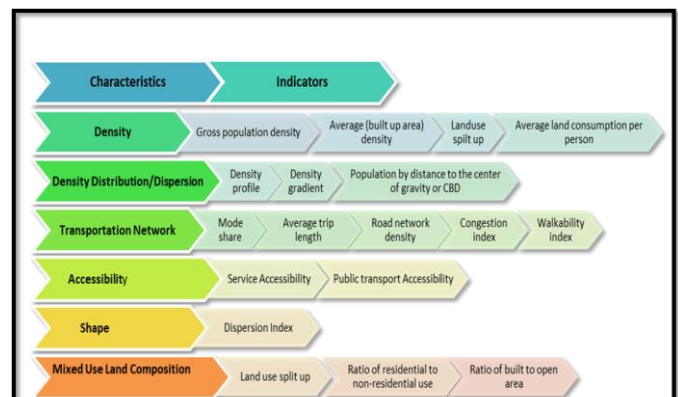 Characteristics Indicators
Density Gross population density Average (built up area) density Landuse spilt up Average land consumption per person
Density Distribution/Dispersion Density profile Density gradient Population by distance to the center of gravity or CBD
Transportation Network Mode share Average trip length Road network density Congestion index Walkability index
Accessibility Service Accessibility Public transport Accessibility
Shape Dispersion Index
Mixed Use Land Composition Land use split up Ratio of residential to non-residential use Ratio of built to open area